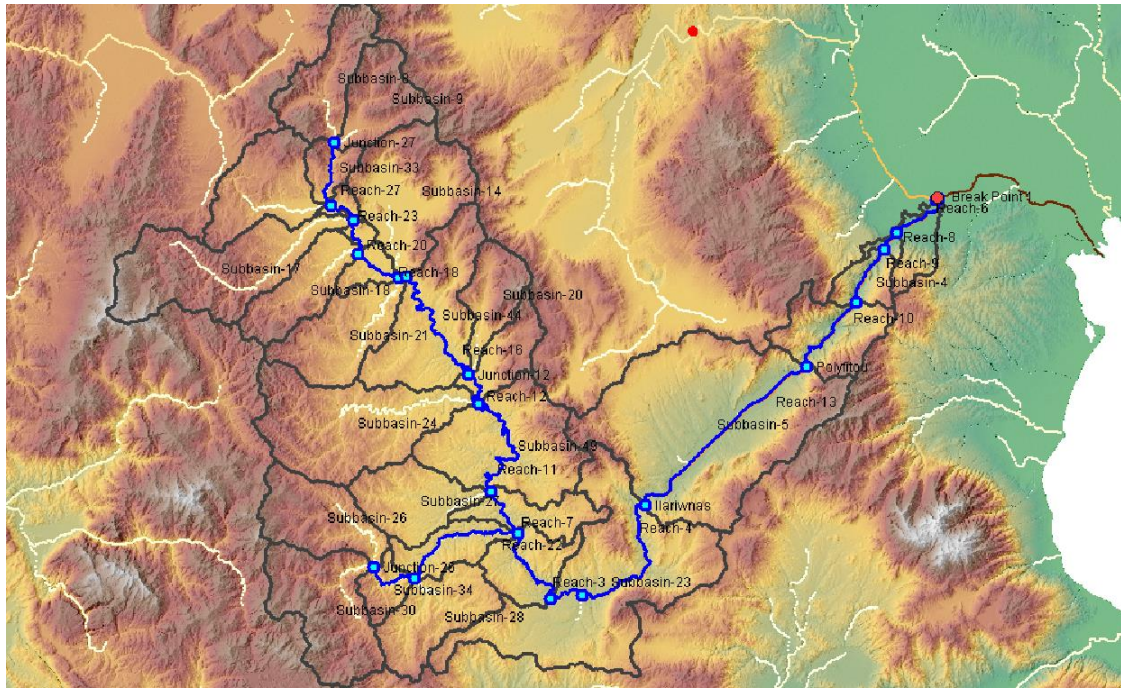 Subbasin-8
Subbasin-9
Junction-27
Subbasin-33
Reach-27
Subbasin-14
Break Point 1
Reach-6
Reach-23
Reach-8
Reach-20
Reach-9
Subbasin-17
Reach-18
Subbasin-4
Subbasin-18
Subbasin-20
Reach-10
Subbasin-44
Subbasin-21
Reach-16
Polyfitou
Junction-12
Reach-13
Reach-12
Subbasin-24
Subbasin-5
Subbasin-49
Reach-11
Ilariwnas
Subbasin-26
Reach-7
Reach-4
Reach-22
Subbasin-34
Reach-3
Subbasin-23
Subbasin-30
Subbasin-28